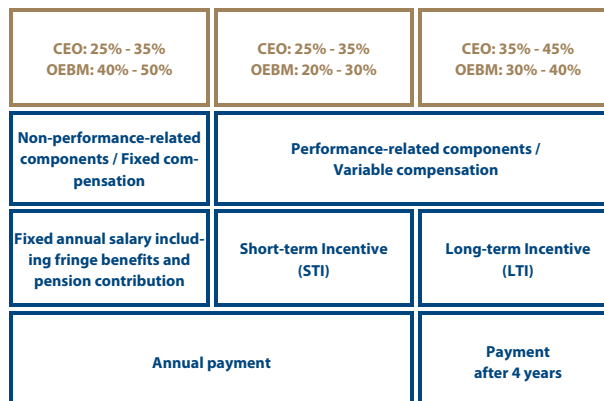 CEO: 25% - 35%
OEBM: 40% - 50%
CEO: 25% - 35%
OEBM: 20% - 30%
CEO: 35% - 45%
OEBM: 30% - 40%
Non-performance-related
components / Fixed com-
pensation
Performance-related components /
Variable compensation
Fixed annual salary includ-
ing fringe benefits and
pension contribution
Short-term Incentive
(STI)
Long-term Incentive
(LTI)
Annual payment
Payment
after 4 years